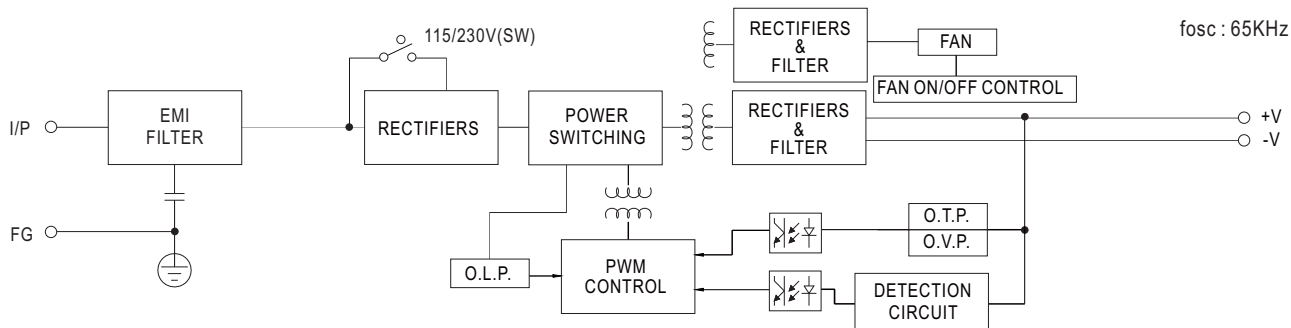 115/230V(SW)
RECTIFIERS
&
FILTER
FAN
fosc : 65KHz
FAN ON/OFF CONTROL
I/P
EMI
FILTER
RECTIFIERS
POWER
SWITCHING
RECTIFIERS
&
FILTER
+V
-V
FG
O.L.P.
PWM
CONTROL
O.T.P.
O.V.P.
DETECTION
CIRCUIT